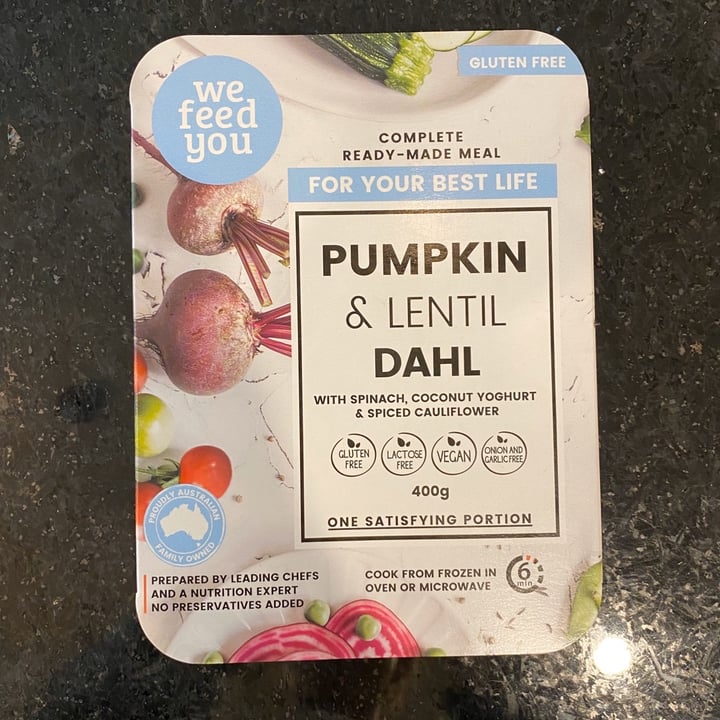 we
feed
you
GLUTEN FREE
COMPLETE
READY-MADE MEAL
FOR YOUR BEST LIFE
PUMPKIN
& LENTIL
DAHL
WITH SPINACH, COCONUT YOGHURT
& SPICED CAULIFLOWER
GLUTEN
FREE
LACTOSE
FREE
VEGAN
ONION AND
GARLIC FREE
400g
ONE SATISFYING PORTION
PROUDLY AUSTRALIAN
FAMILY OWNED
PREPARED BY LEADING CHEFS
AND A NUTRITION EXPERT
NO PRESERVATIVES ADDED
COOK FROM FROZEN IN
OVEN OR MICROWAVE
6
min